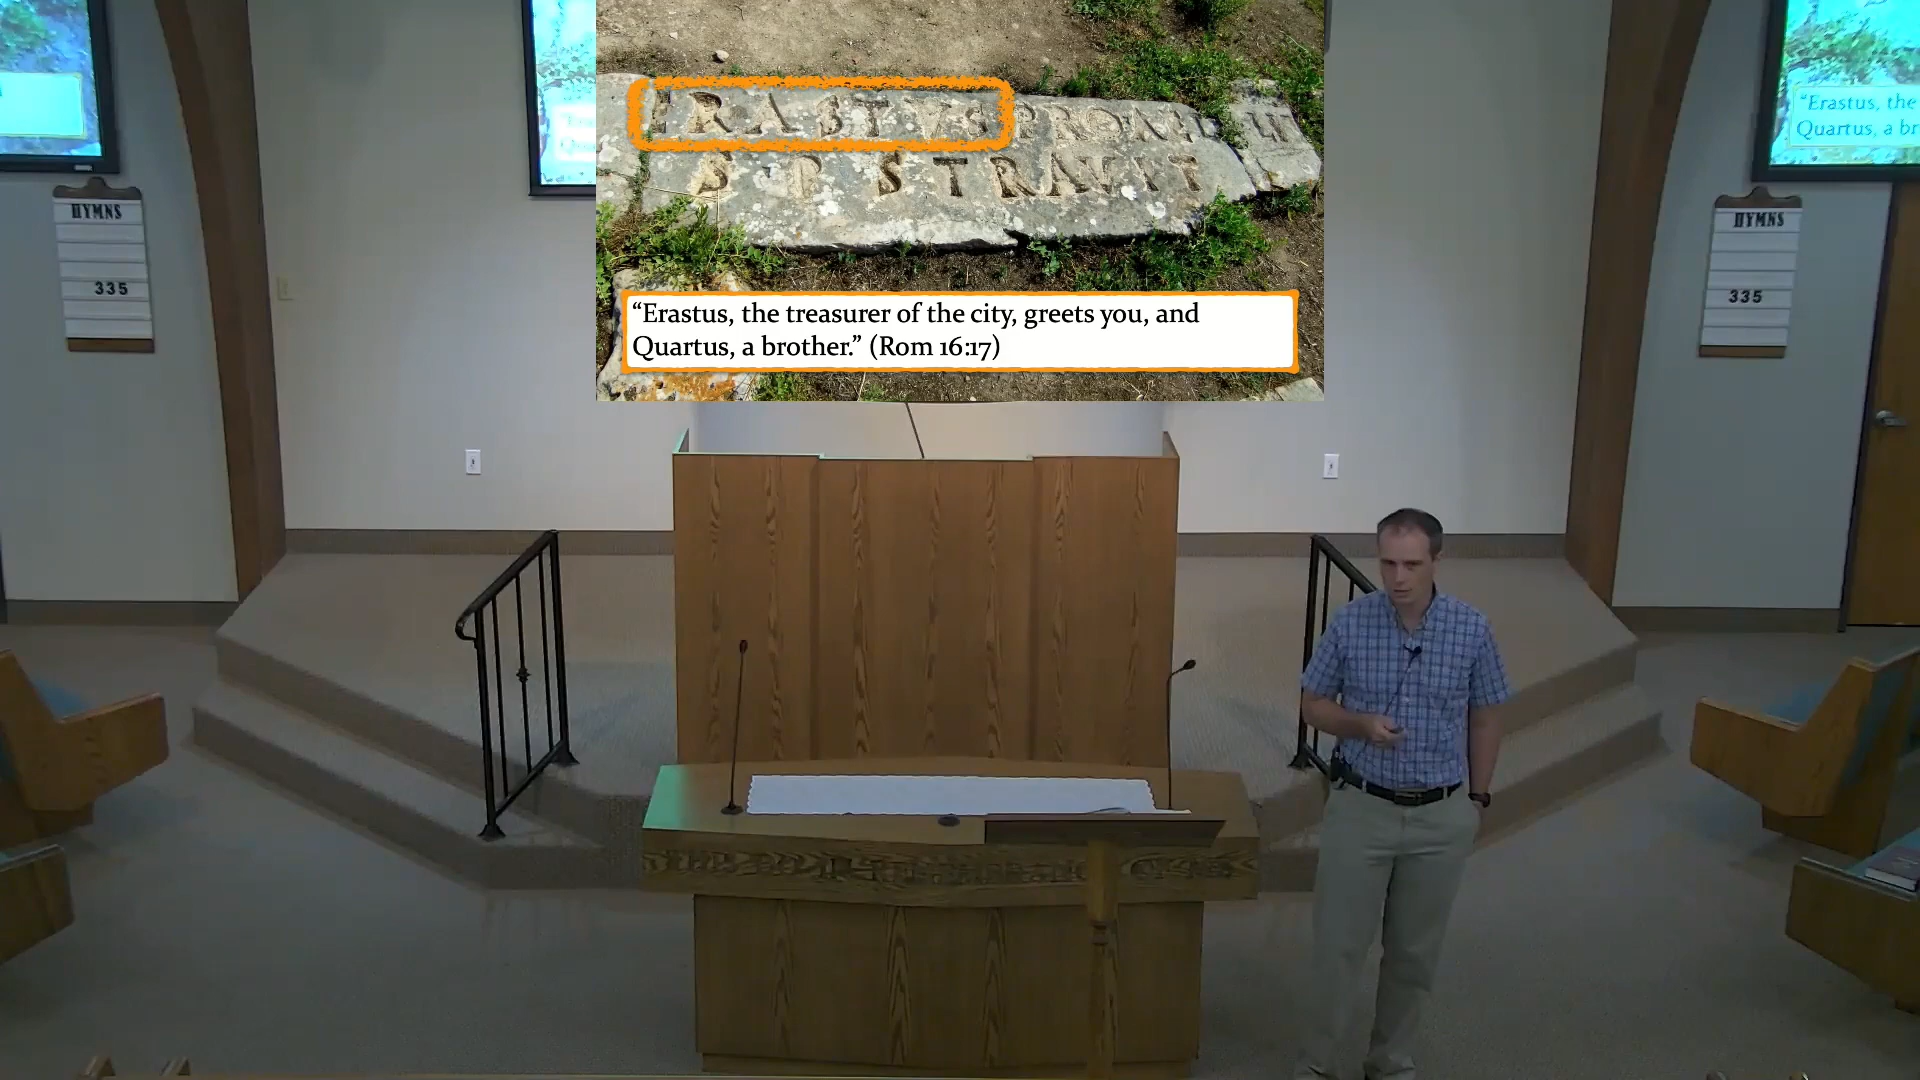 ERASTVS PRO AED
S P STRAVIT
“Erastus, the treasurer of the city, greets you, and
Quartus, a brother.” (Rom 16:17)
“Erastus, the
Quartus, a br
HYMNS
335
HYMNS
335